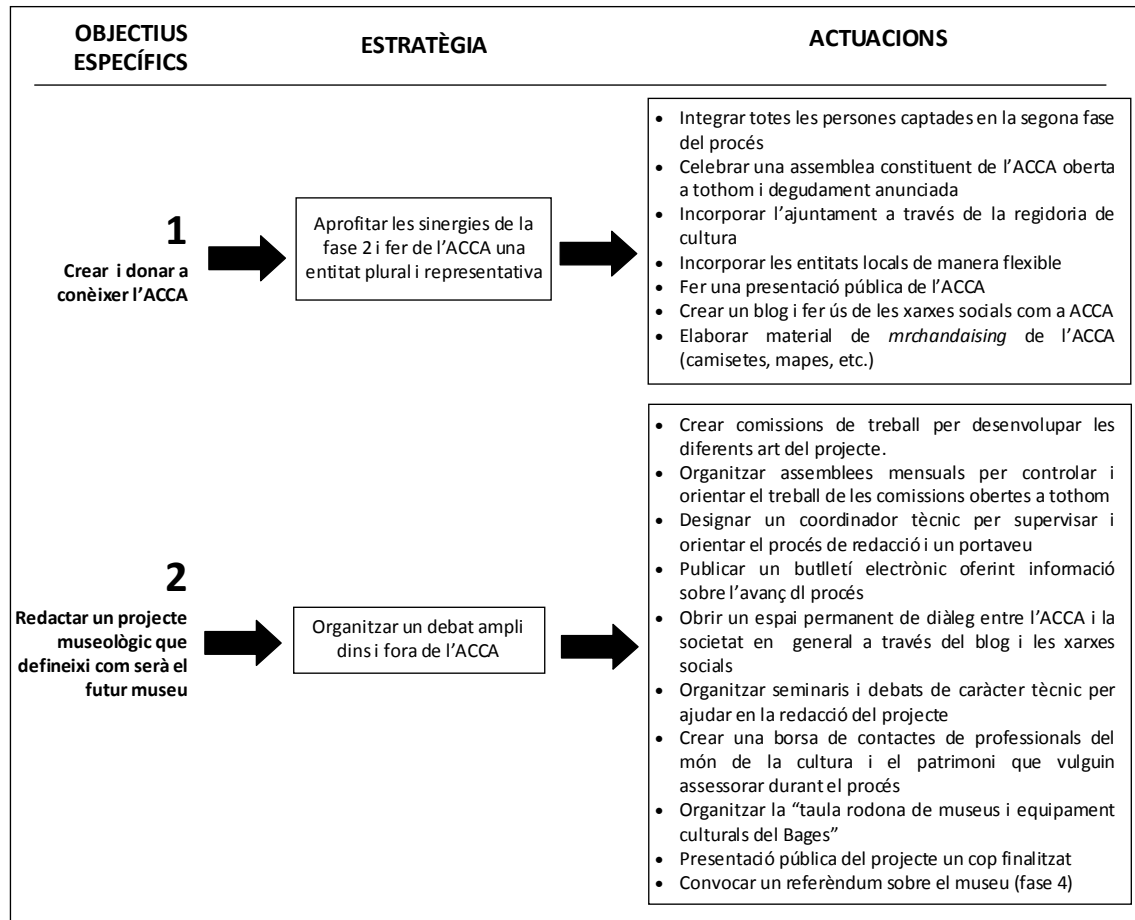 OBJECTIUS
ESPECÍFICS
ESTRATÈGIA
ACTUACIONS
1
Crear i donar a
conèixer l'ACCA
Aprofitar les sinergies de la
fase 2 i fer de l'ACCA una
entitat plural i representativa
• Integrar totes les persones captades en la segona fase
del procés
• Celebrar una assemblea constituent de l'ACCA oberta
a tothom i degudament anunciada
• Incorporar l'ajuntament a través de la regidoria de
cultura
• Incorporar les entitats locals de manera flexible
• Fer una presentació pública de l'ACCA
• Crear un blog i fer ús de les xarxes socials com a ACCA
• Elaborar material de mrchandaising de l'ACCA
(camisetes, mapes, etc.)
2
Redactar un projecte
museològic que
defineixi com serà el
futur museu
Organitzar un debat ampli
dins i fora de l'ACCA
• Crear comissions de treball per desenvolupar les
diferents art del projecte.
• Organitzar assemblees mensuals per controlar i
orientar el treball de les comissions obertes a tothom
• Designar un coordinador tècnic per supervisar i
orientar el procés de redacció i un portaveu
• Publicar un butlletí electrònic oferint informació
sobre l'avanç dl procés
• Obrir un espai permanent de diàleg entre l'ACCA i la
societat en general a través del blog i les xarxes
socials
• Organitzar seminaris i debats de caràcter tècnic per
ajudar en la redacció del projecte
• Crear una borsa de contactes de professionals del
món de la cultura i el patrimoni que vulguin
assessorar durant el procés
• Organitzar la “taula rodona de museus i equipament
culturals del Bages”
• Presentació pública del projecte un cop finalitzat
• Convocar un referèndum sobre el museu (fase 4)